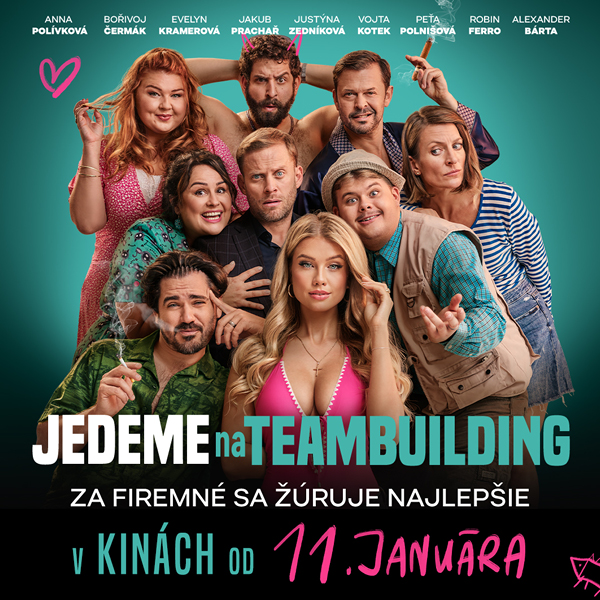 ANNA BOŘIVOJ EVELYN JAKUB JUSTÝNA VOJTA PEŤA ROBIN ALEXANDER
POLÍVKOVÁ ČERMÁK KRAMEROVÁ PRACHAŘ ZEDNÍKOVÁ KOTEK POLNIŠOVÁ FERRO BÁRTA
JEDEME na TEAMBUILDING
ZA FIREMNÉ SA ŽÚRUJE NAJLEPŠIE
V KINÁCH OD 11. JANUÁRA